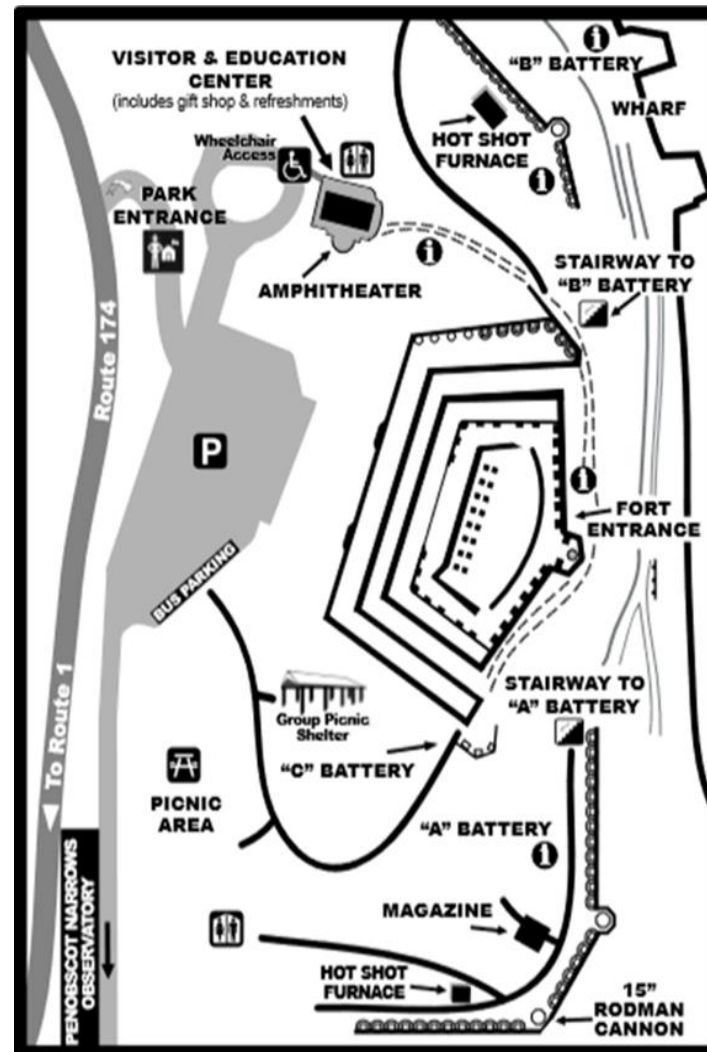 VISITOR & EDUCATION
CENTER
(includes gift shop & refreshments)
Wheelchair
Access
PARK
ENTRANCE
AMPHITHEATER
"B" BATTERY
WHARF
HOT SHOT
FURNACE
STAIRWAY TO
"B" BATTERY
Route 174
P
BUS PARKING
FORT
ENTRANCE
To Route 1
STAIRWAY TO
"A" BATTERY
Group Picnic
Shelter
"C" BATTERY
PICNIC
AREA
"A" BATTERY
MAGAZINE
PENOBSCOT NARROWS
OBSERVATORY
HOT SHOT
FURNACE
15"
RODMAN
CANNON